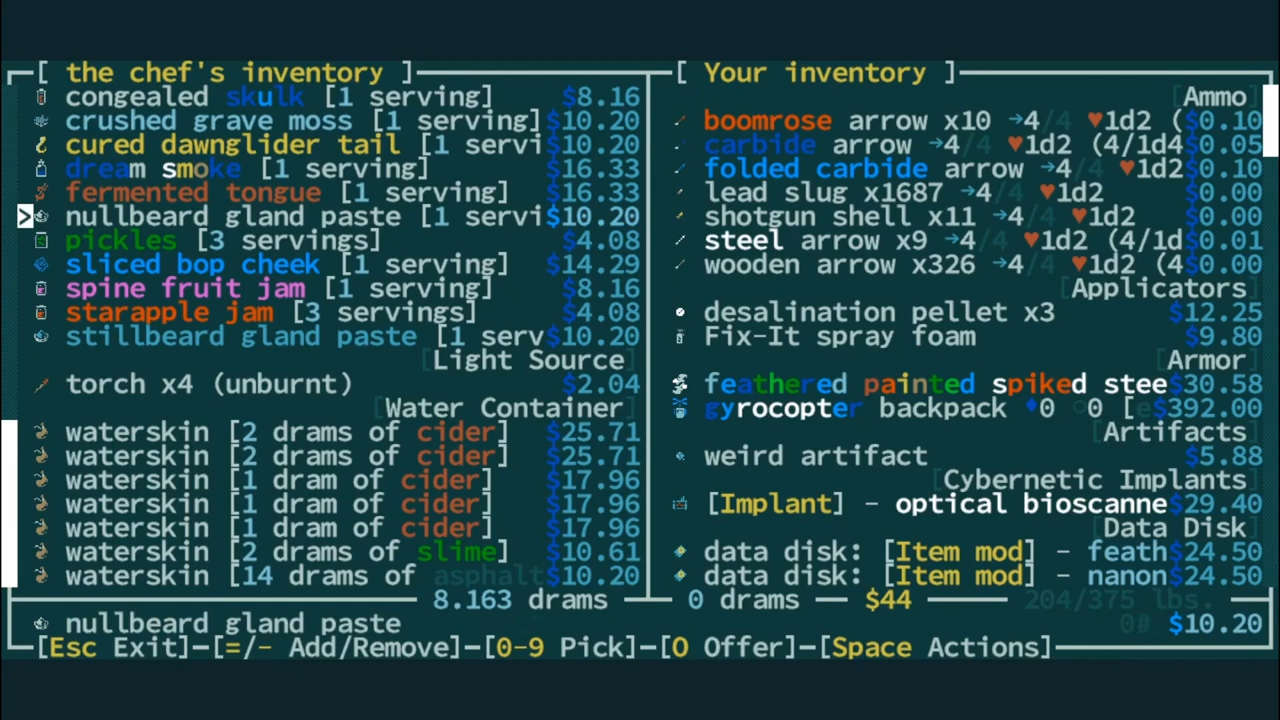 [ the chef's inventory ]
congealed skulk [1 serving] $8.16
crushed grave moss [1 serving] $10.20
cured dawnglider tail [1 servi $10.20
dream smoke [1 serving] $16.33
fermented tongue [1 serving] $16.33
> nullbeard gland paste [1 servi $10.20
pickles [3 servings] $4.08
sliced bop cheek [1 serving] $14.29
spine fruit jam [1 serving] $8.16
starapple jam [3 servings] $4.08
stillbeard gland paste [1 serv $10.20
[Light Source]
torch x4 (unburnt) $2.04
[Water Container]
waterskin [2 drams of cider] $25.71
waterskin [2 drams of cider] $25.71
waterskin [1 dram of cider] $17.96
waterskin [1 dram of cider] $17.96
waterskin [1 dram of cider] $17.96
waterskin [2 drams of slime] $10.61
waterskin [14 drams of asphalt $10.20
8.163 drams
[ Your inventory ]
[Ammo]
boomrose arrow x10 →4/4 ♥1d2 ( $0.10
carbide arrow →4/4 ♥1d2 (4/1d4 $0.05
folded carbide arrow →4/4 ♥1d2 $0.10
lead slug x1687 →4/4 ♥1d2 $0.00
shotgun shell x11 →4/4 ♥1d2 $0.00
steel arrow x9 →4/4 ♥1d2 (4/1d $0.01
wooden arrow x326 →4/4 ♥1d2 (4 $0.00
[Applicators]
desalination pellet x3 $12.25
Fix-It spray foam $9.80
[Armor]
feathered painted spiked stee $30.58
gyrocopter backpack ♦0 ○0 [e $392.00
[Artifacts]
weird artifact $5.88
[Cybernetic Implants]
[Implant] - optical bioscanne $29.40
[Data Disk]
data disk: [Item mod] - feath $24.50
data disk: [Item mod] - nanon $24.50
0 drams — $44 204/375 lbs.
nullbeard gland paste 0# $10.20
[Esc Exit]-[=/- Add/Remove]-[0-9 Pick]-[O Offer]-[Space Actions]